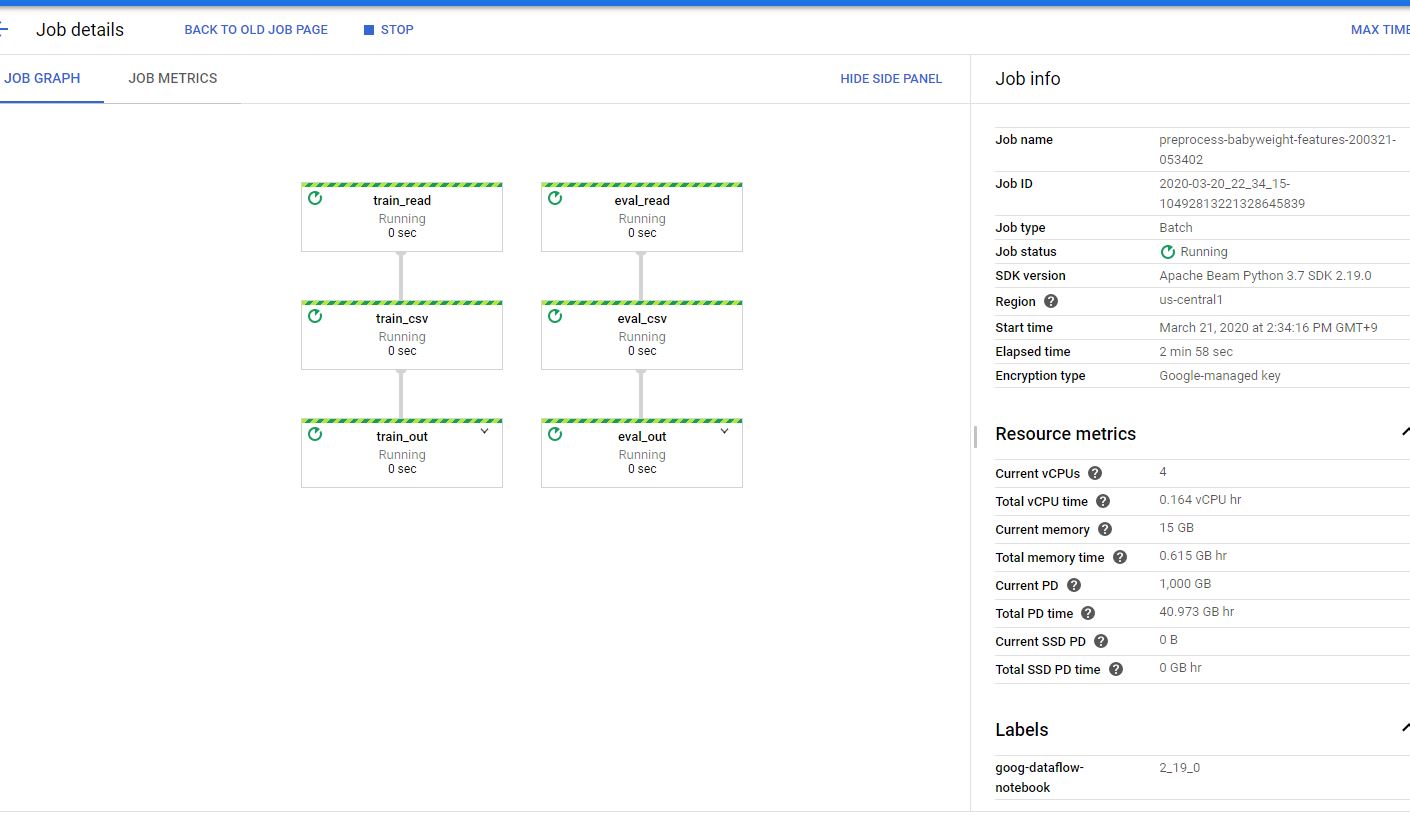 Job details
BACK TO OLD JOB PAGE
STOP
MAX TIME
JOB GRAPH
JOB METRICS
HIDE SIDE PANEL
train_read
Running
0 sec
eval_read
Running
0 sec
train_csv
Running
0 sec
eval_csv
Running
0 sec
train_out
Running
0 sec
eval_out
Running
0 sec
Job info
Job name
preprocess-babyweight-features-200321-
053402
Job ID
2020-03-20_22_34_15-
10492813221328645839
Job type
Batch
Job status
Running
SDK version
Apache Beam Python 3.7 SDK 2.19.0
Region
us-central1
Start time
March 21, 2020 at 2:34:16 PM GMT+9
Elapsed time
2 min 58 sec
Encryption type
Google-managed key
Resource metrics
Current vCPUs
4
Total vCPU time
0.164 vCPU hr
Current memory
15 GB
Total memory time
0.615 GB hr
Current PD
1,000 GB
Total PD time
40.973 GB hr
Current SSD PD
0 B
Total SSD PD time
0 GB hr
Labels
goog-dataflow-
notebook
2_19_0